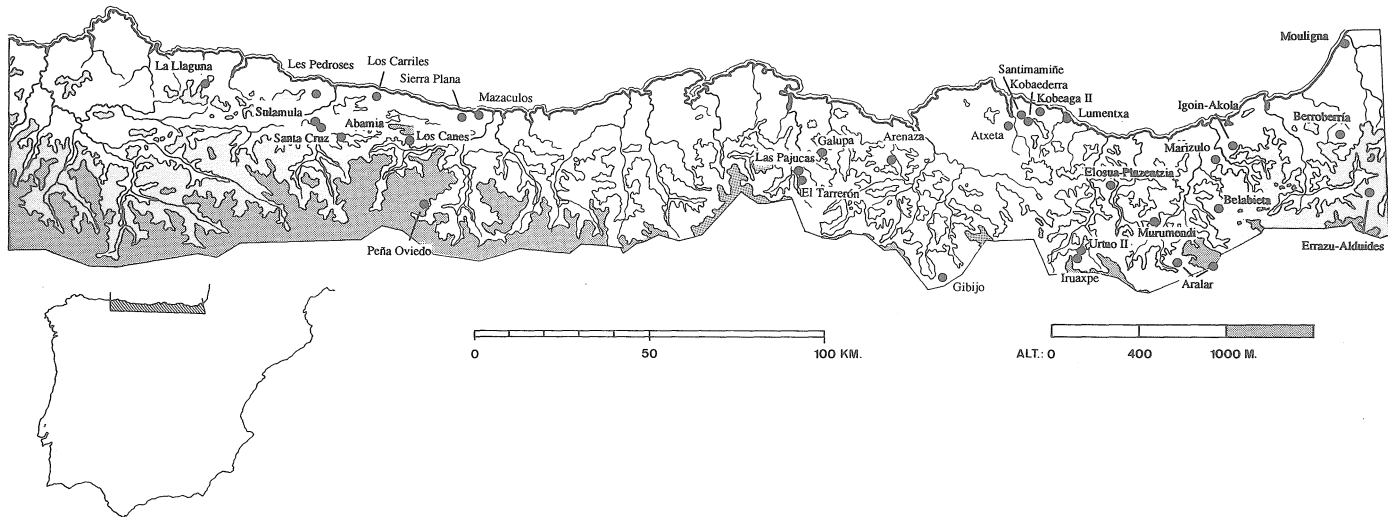 Mouligna
La Llaguna
Les Pedroses
Los Carriles
Sierra Plana
Mazaculos
Santimamiñe
Kobaederra
Kobeaga II
Lumentxa
Igoin-Akola
Berroberría
Sulamula
Santa Cruz
Abamia
Los Canes
Atxeta
Galupa
Arenaza
Marizulo
Las Pajucas
El Tarrerón
Elosua-Plazentzia
Belabieta
Peña Oviedo
Murumendi
Urtao II
Errazu-Alduides
Iruaxpe
Aralar
Gibijo
0 50 100 KM.
ALT.: 0 400 1000 M.